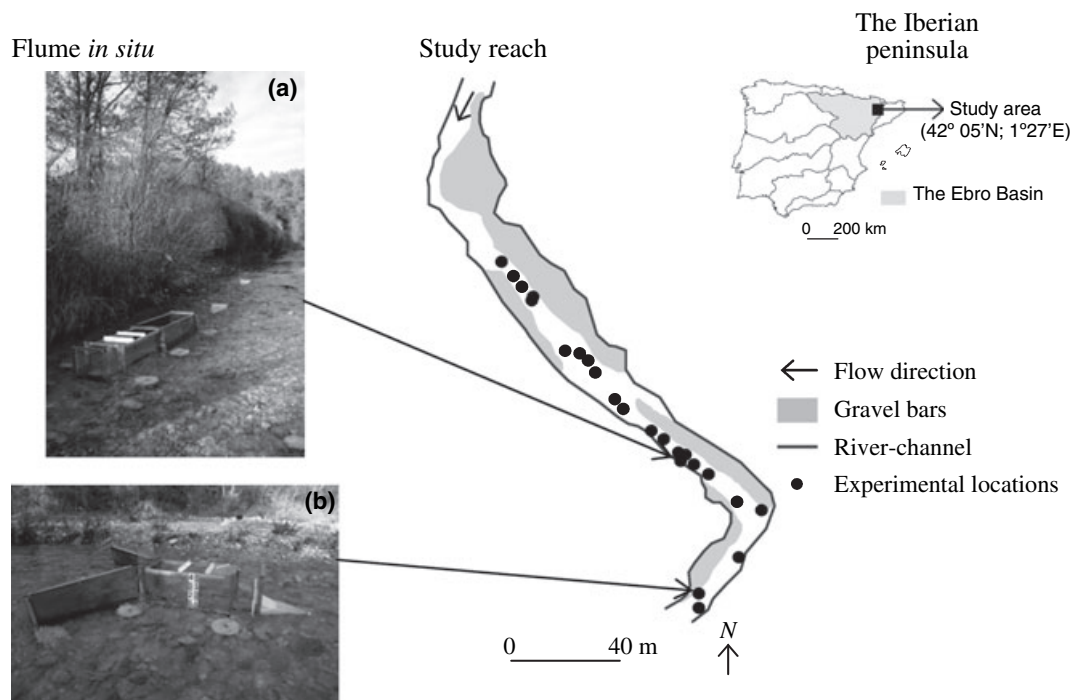 Flume in situ
(a)
(b)
Study reach
0 40 m
N
The Iberian
peninsula
Study area
(42º 05'N; 1º27'E)
The Ebro Basin
0 200 km
Flow direction
Gravel bars
River-channel
Experimental locations